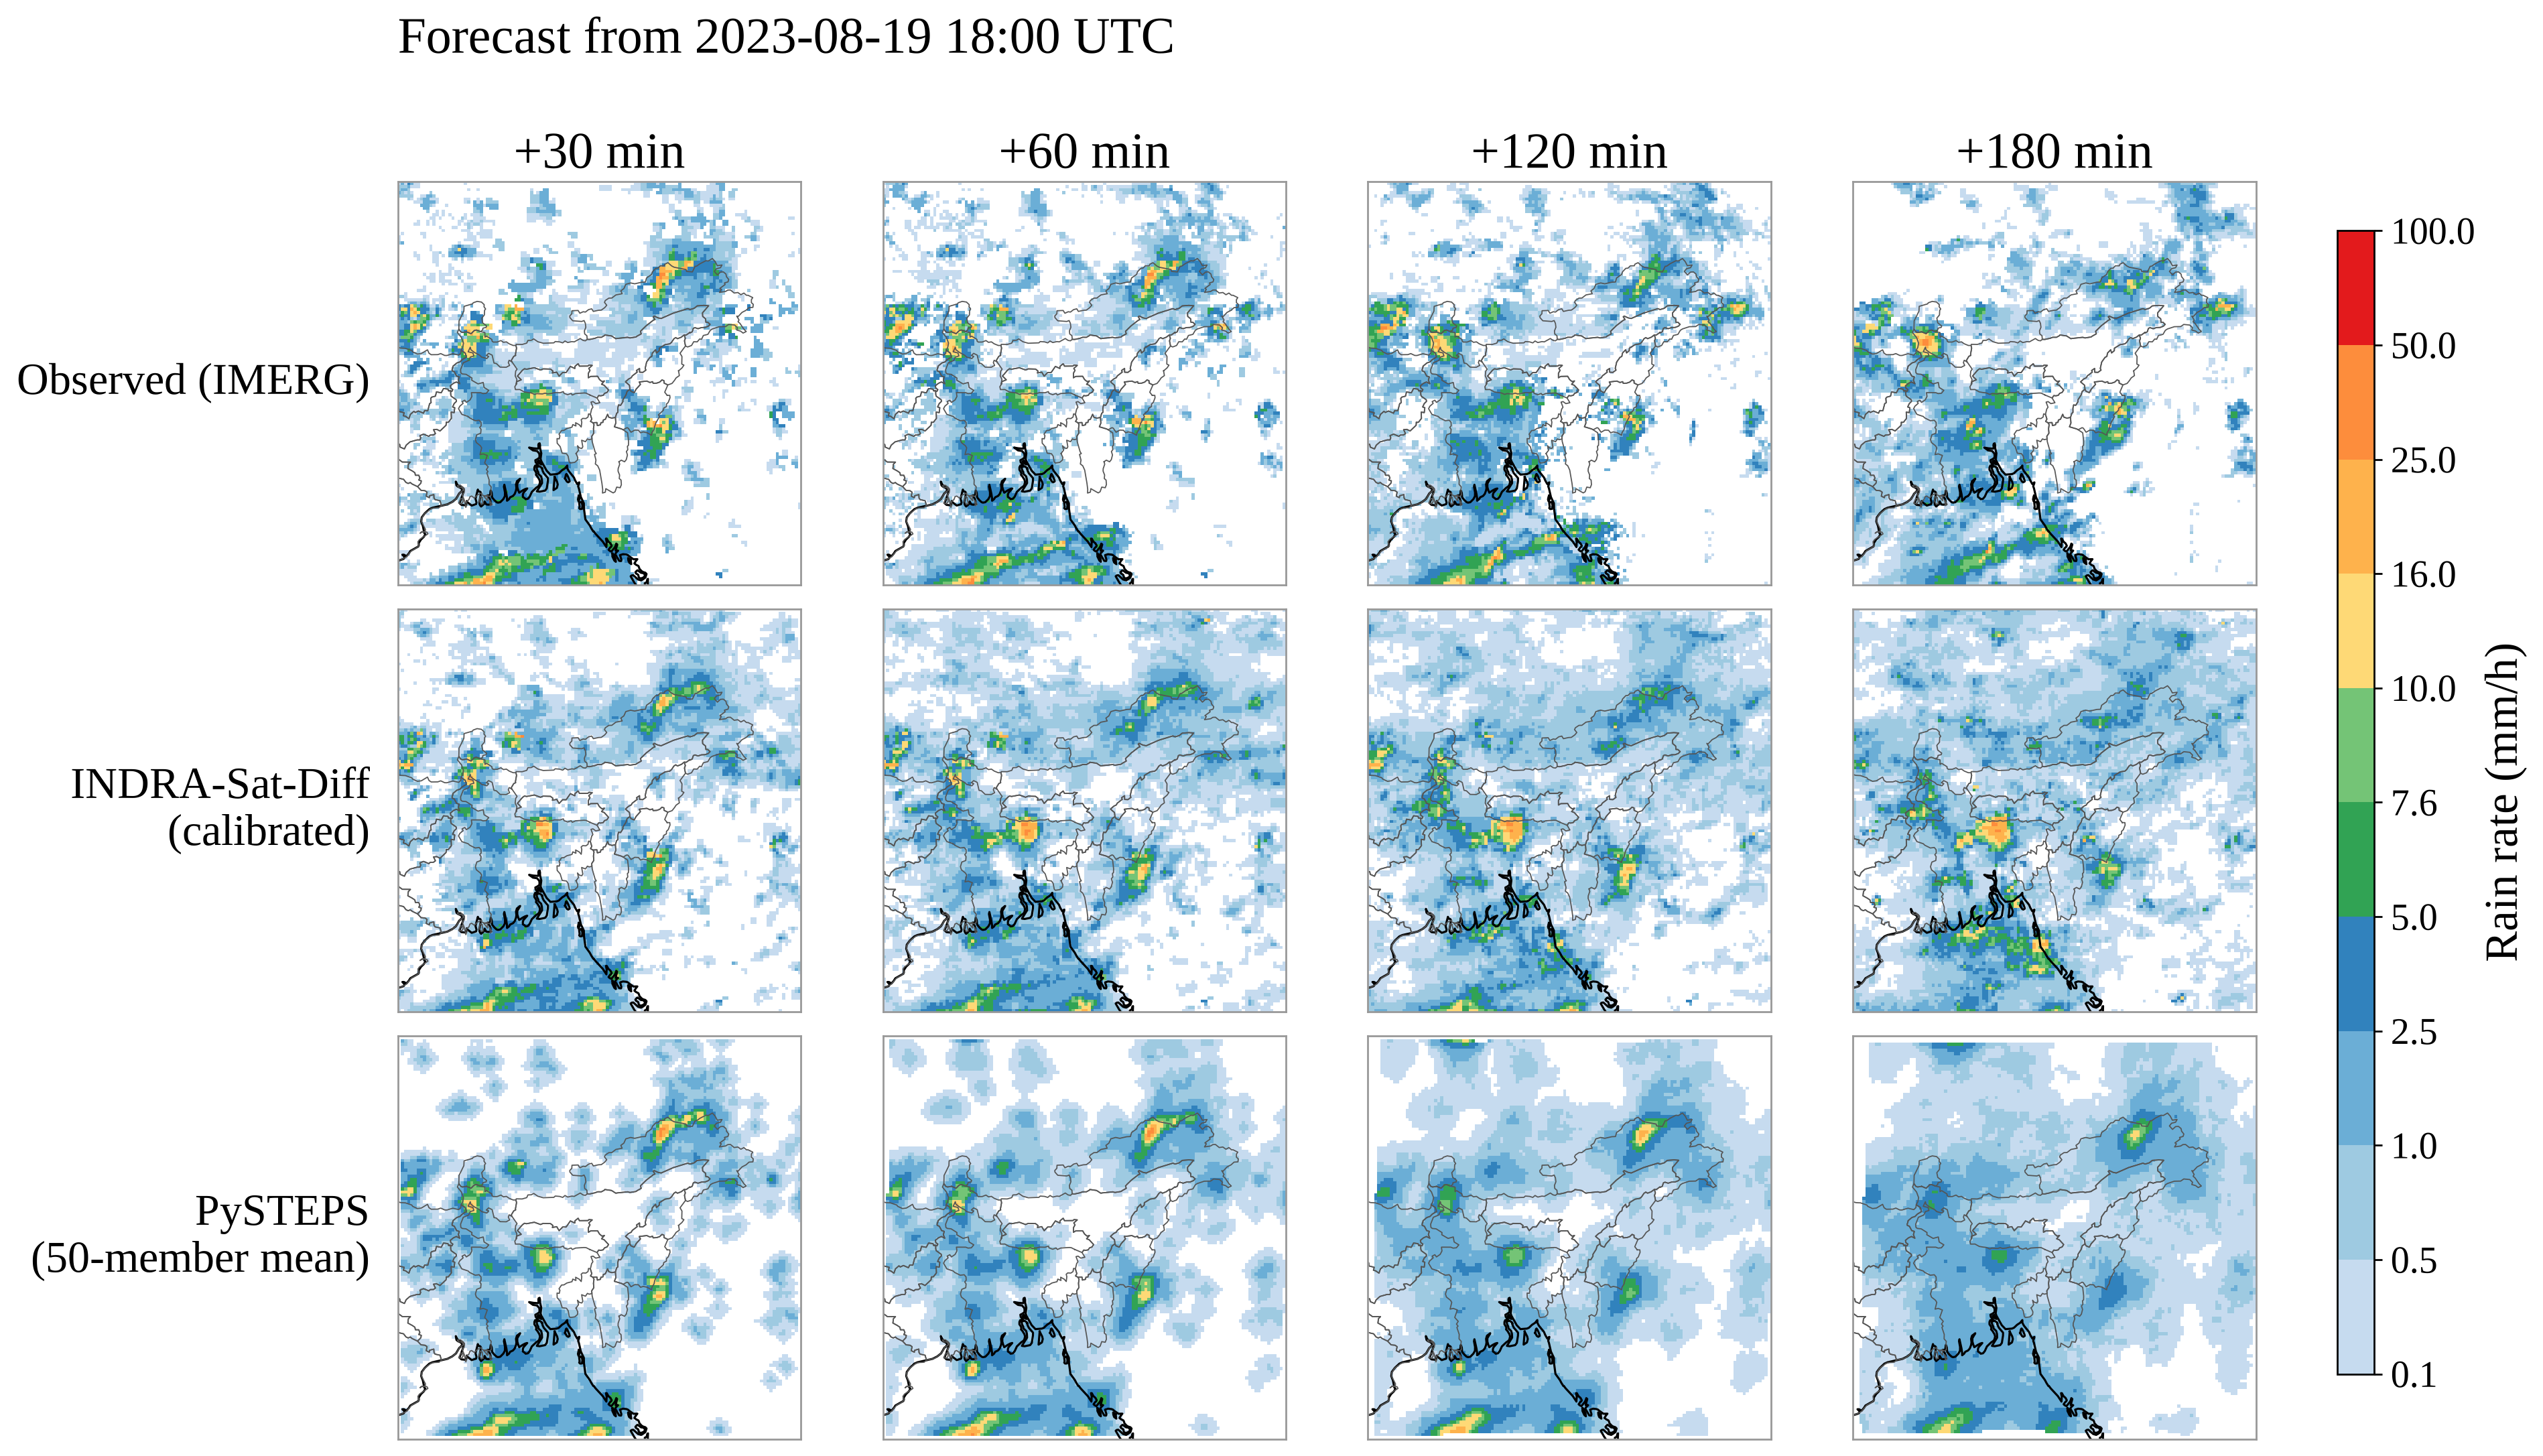 Forecast from 2023-08-19 18:00 UTC
+30 min
+60 min
+120 min
+180 min
Observed (IMERG)
INDRA-Sat-Diff
(calibrated)
PySTEPS
(50-member mean)
100.0
50.0
25.0
16.0
10.0
7.6
5.0
2.5
1.0
0.5
0.1
Rain rate (mm/h)